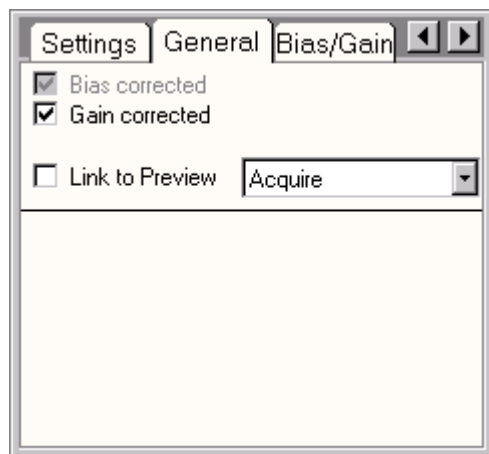 Settings General Bias/Gain
Bias corrected
Gain corrected
Link to Preview Acquire